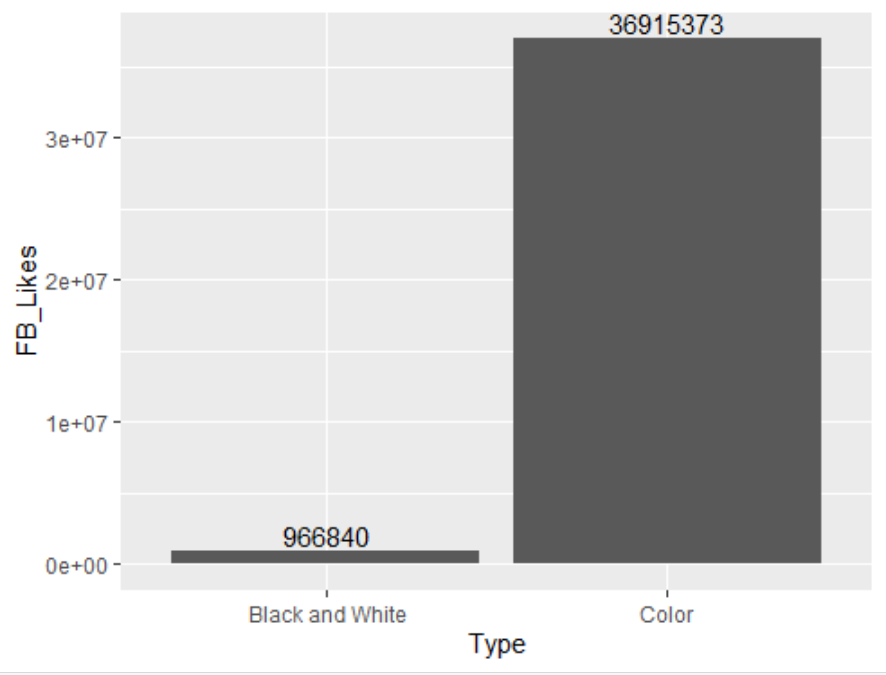 36915373
3e+07
2e+07
1e+07
0e+00
FB_Likes
966840
Black and White
Color
Type